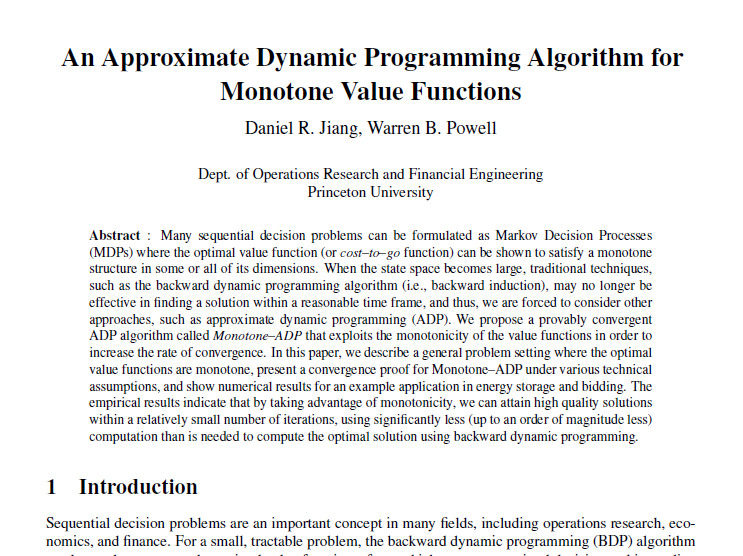 An Approximate Dynamic Programming Algorithm for
Monotone Value Functions
Daniel R. Jiang, Warren B. Powell
Dept. of Operations Research and Financial Engineering
Princeton University
Abstract : Many sequential decision problems can be formulated as Markov Decision Processes
(MDPs) where the optimal value function (or cost–to–go function) can be shown to satisfy a monotone
structure in some or all of its dimensions. When the state space becomes large, traditional techniques,
such as the backward dynamic programming algorithm (i.e., backward induction), may no longer be
effective in finding a solution within a reasonable time frame, and thus, we are forced to consider other
approaches, such as approximate dynamic programming (ADP). We propose a provably convergent
ADP algorithm called Monotone–ADP that exploits the monotonicity of the value functions in order to
increase the rate of convergence. In this paper, we describe a general problem setting where the optimal
value functions are monotone, present a convergence proof for Monotone–ADP under various technical
assumptions, and show numerical results for an example application in energy storage and bidding. The
empirical results indicate that by taking advantage of monotonicity, we can attain high quality solutions
within a relatively small number of iterations, using significantly less (up to an order of magnitude less)
computation than is needed to compute the optimal solution using backward dynamic programming.
1 Introduction
Sequential decision problems are an important concept in many fields, including operations research, eco-
nomics, and finance. For a small, tractable problem, the backward dynamic programming (BDP) algorithm